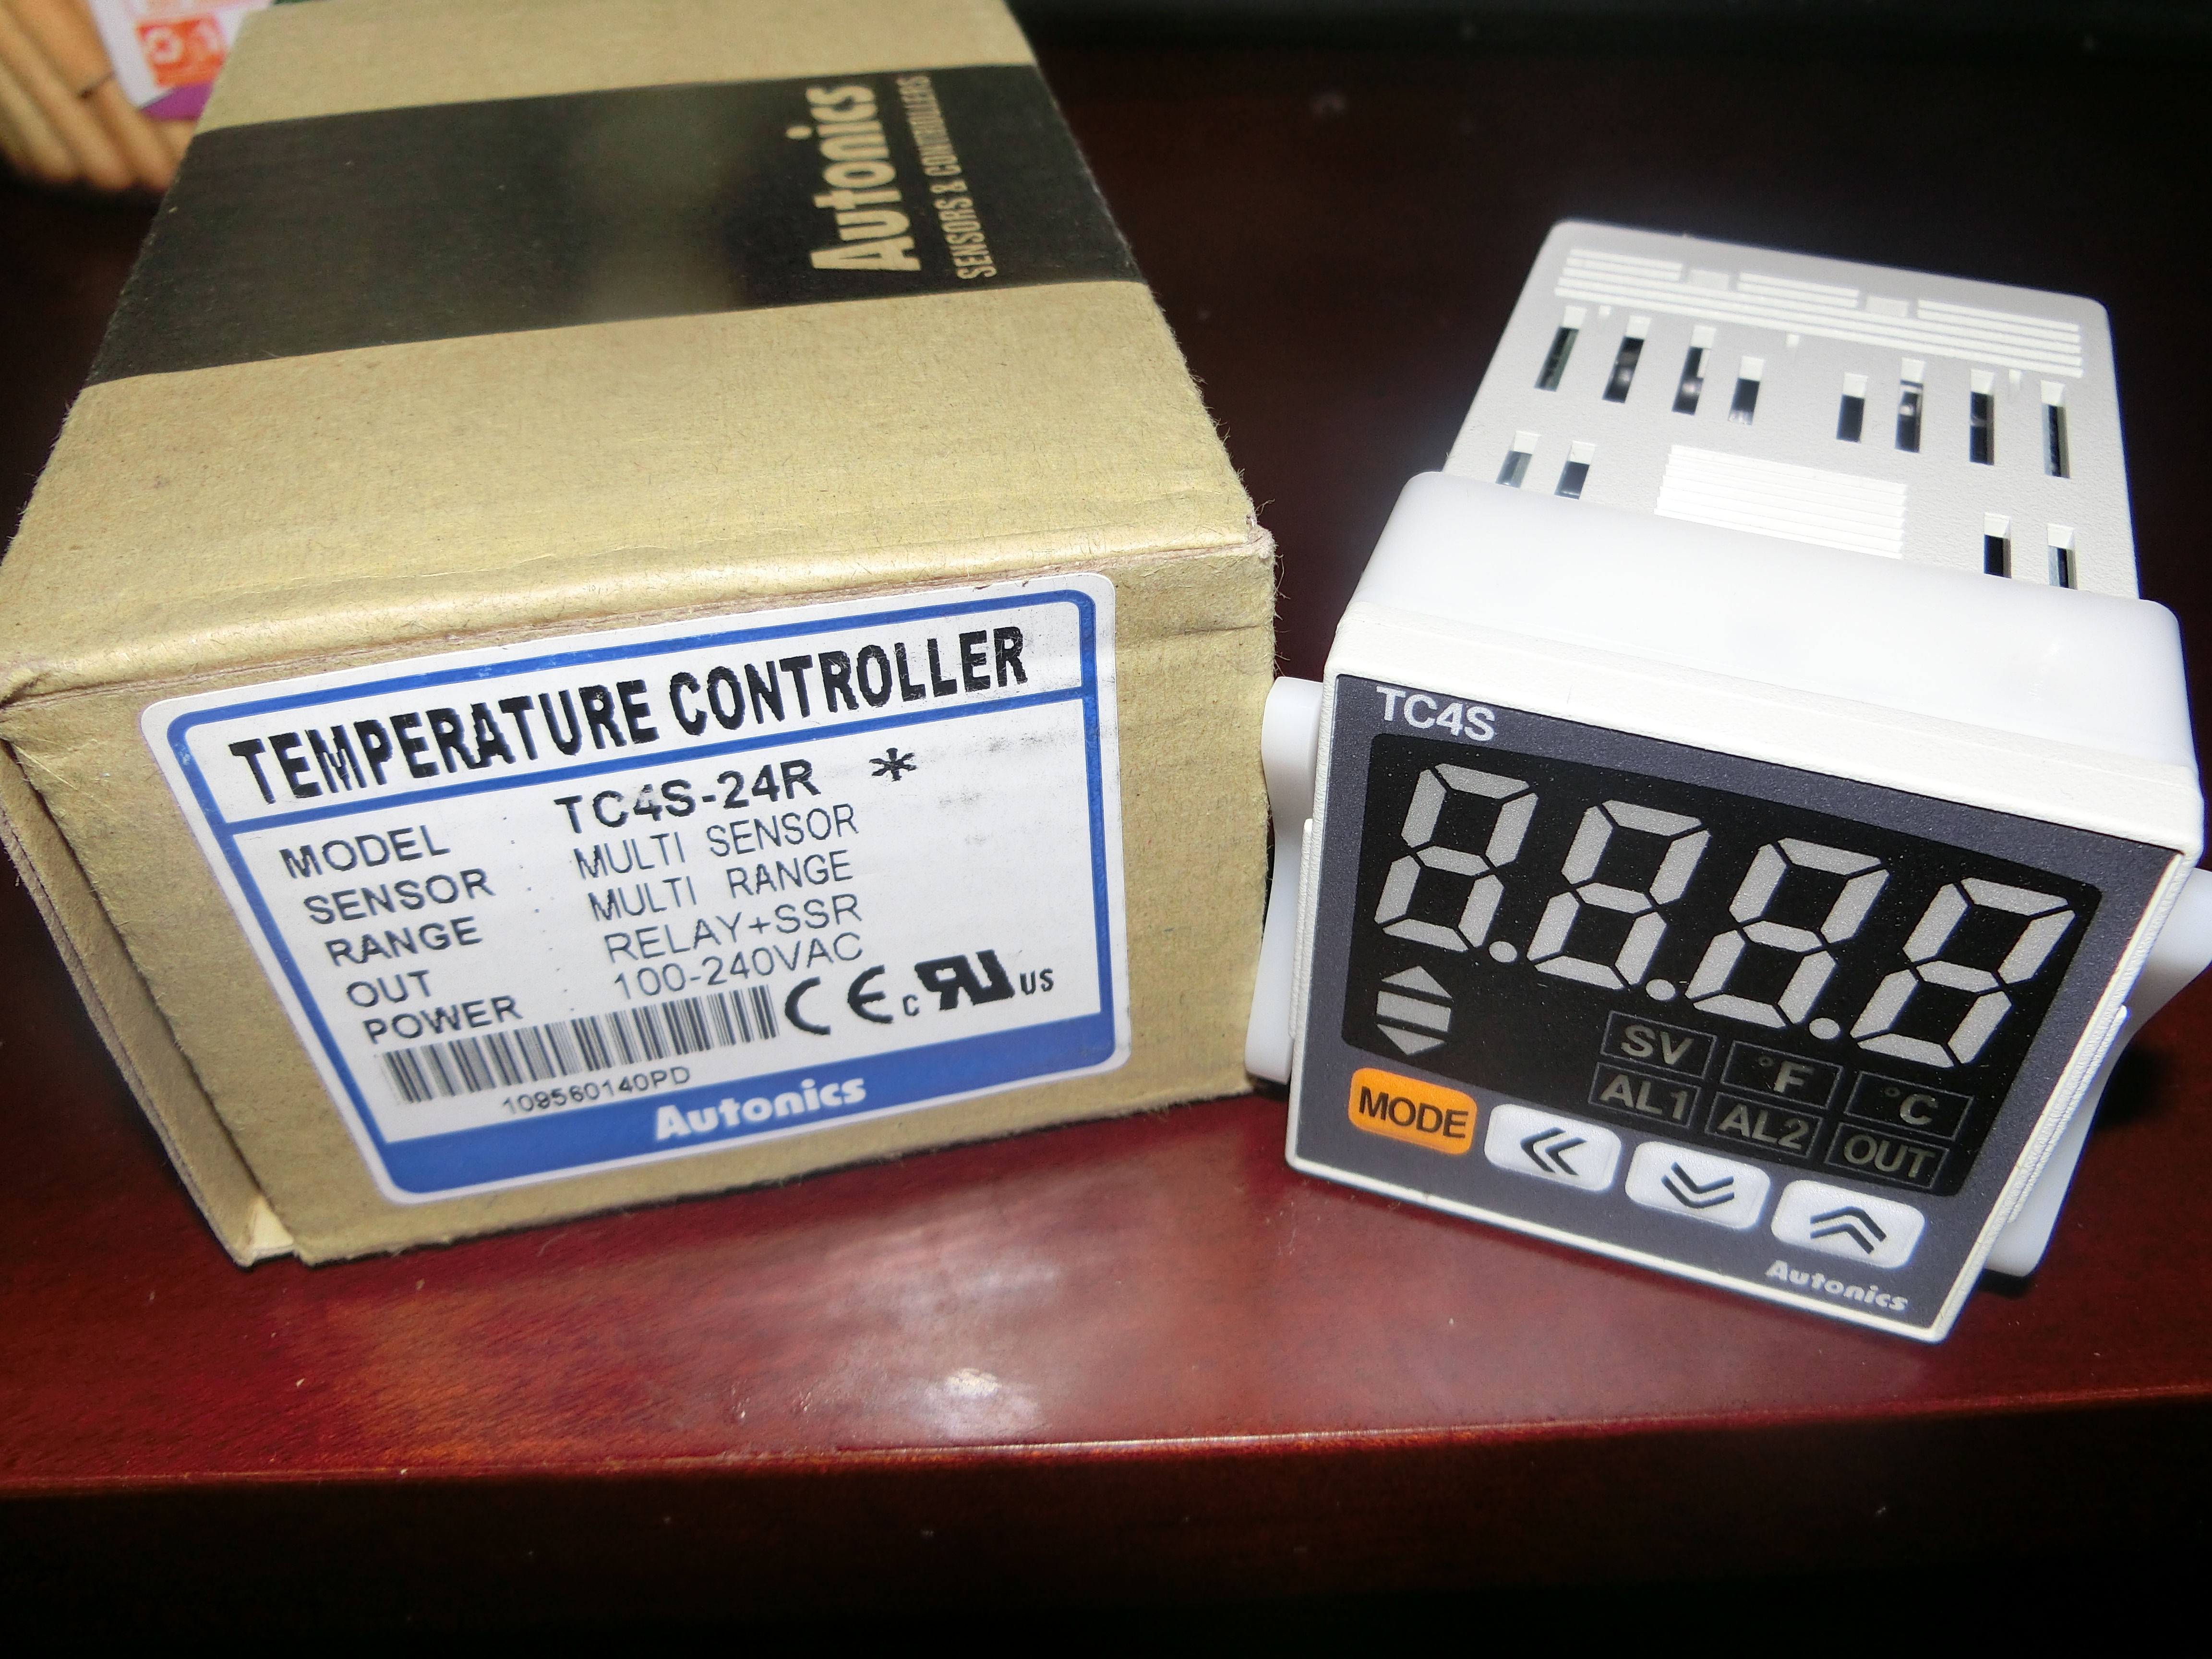 Autonics
SENSORS & CONTROLLERS
TEMPERATURE CONTROLLER
MODEL : TC4S-24R *
SENSOR : MULTI SENSOR
RANGE : MULTI RANGE
OUT : RELAY+SSR
POWER : 100-240VAC
CE c RU US
109560140PD
Autonics
TC4S
8.8.8.8
SV °F °C
AL1 AL2 OUT
MODE
Autonics